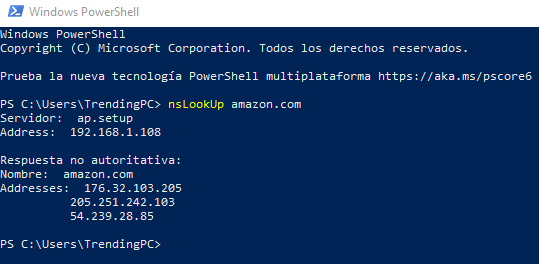 Windows PowerShell
Windows PowerShell
Copyright (C) Microsoft Corporation. Todos los derechos reservados.
Prueba la nueva tecnología PowerShell multiplataforma https://aka.ms/pscore6
PS C:\Users\TrendingPC> nsLookUp amazon.com
Servidor:  ap.setup
Address:  192.168.1.108
Respuesta no autoritativa:
Nombre:  amazon.com
Addresses:  176.32.103.205
205.251.242.103
54.239.28.85
PS C:\Users\TrendingPC>